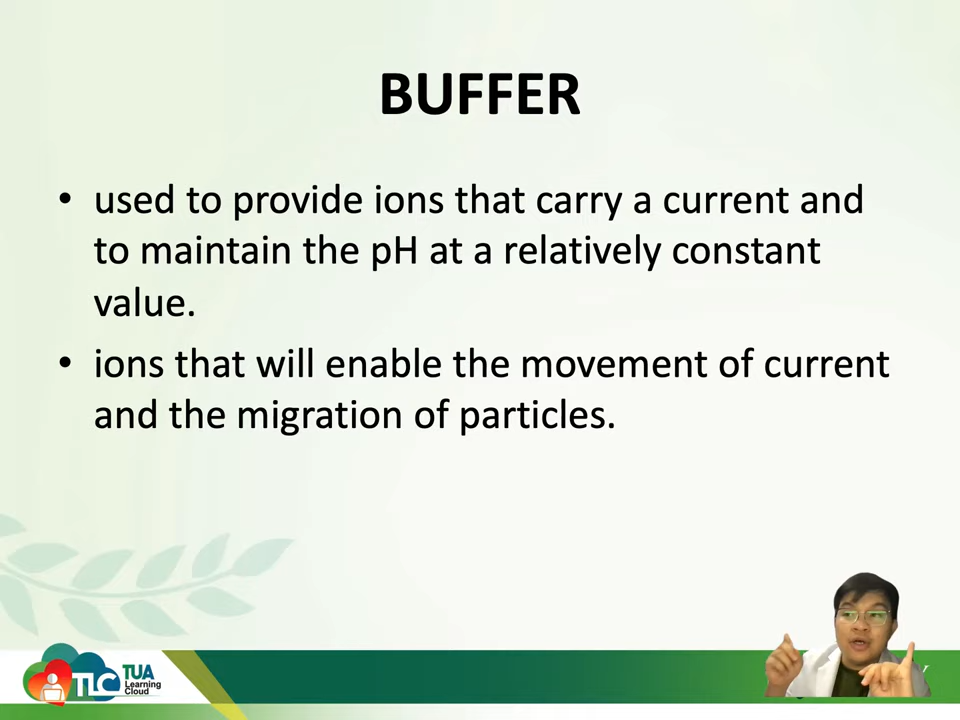 BUFFER
• used to provide ions that carry a current and
to maintain the pH at a relatively constant
value.
• ions that will enable the movement of current
and the migration of particles.
TLC
TUA
Learning
Cloud